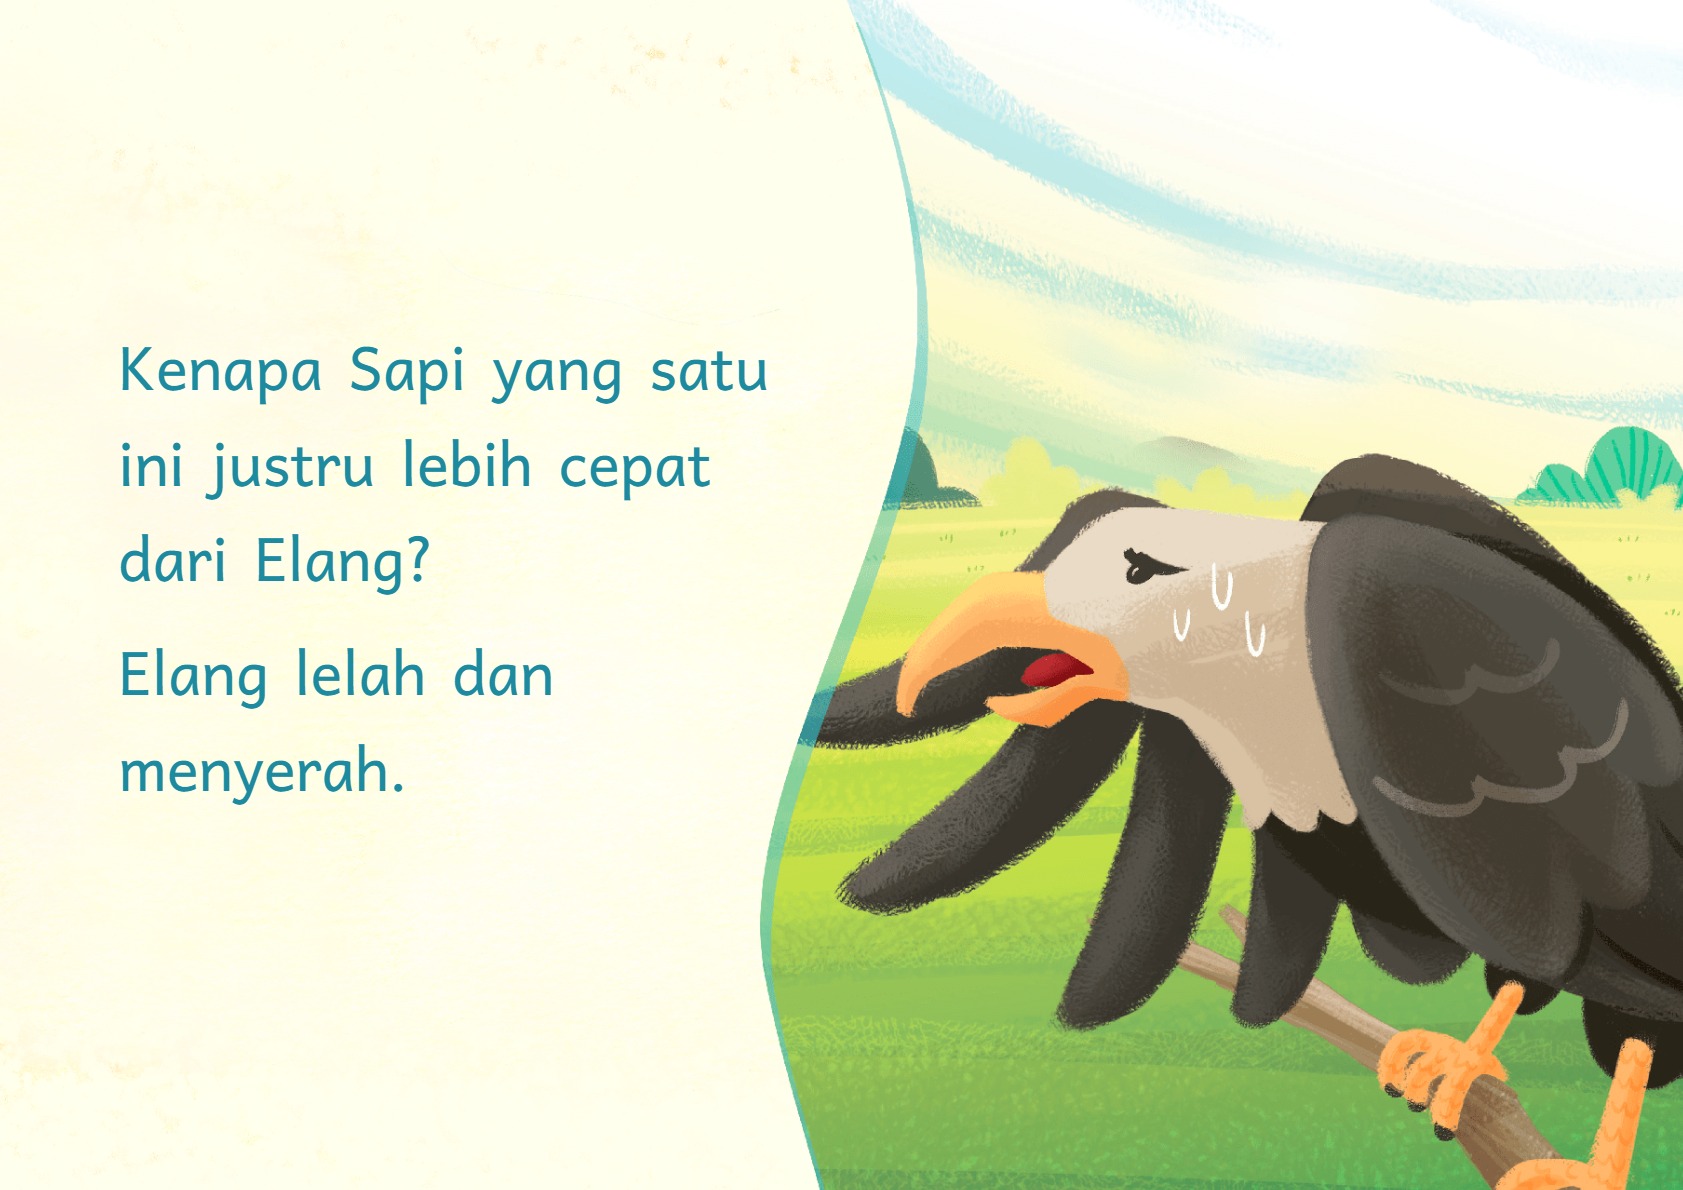 Kenapa Sapi yang satu
ini justru lebih cepat
dari Elang?
Elang lelah dan
menyerah.